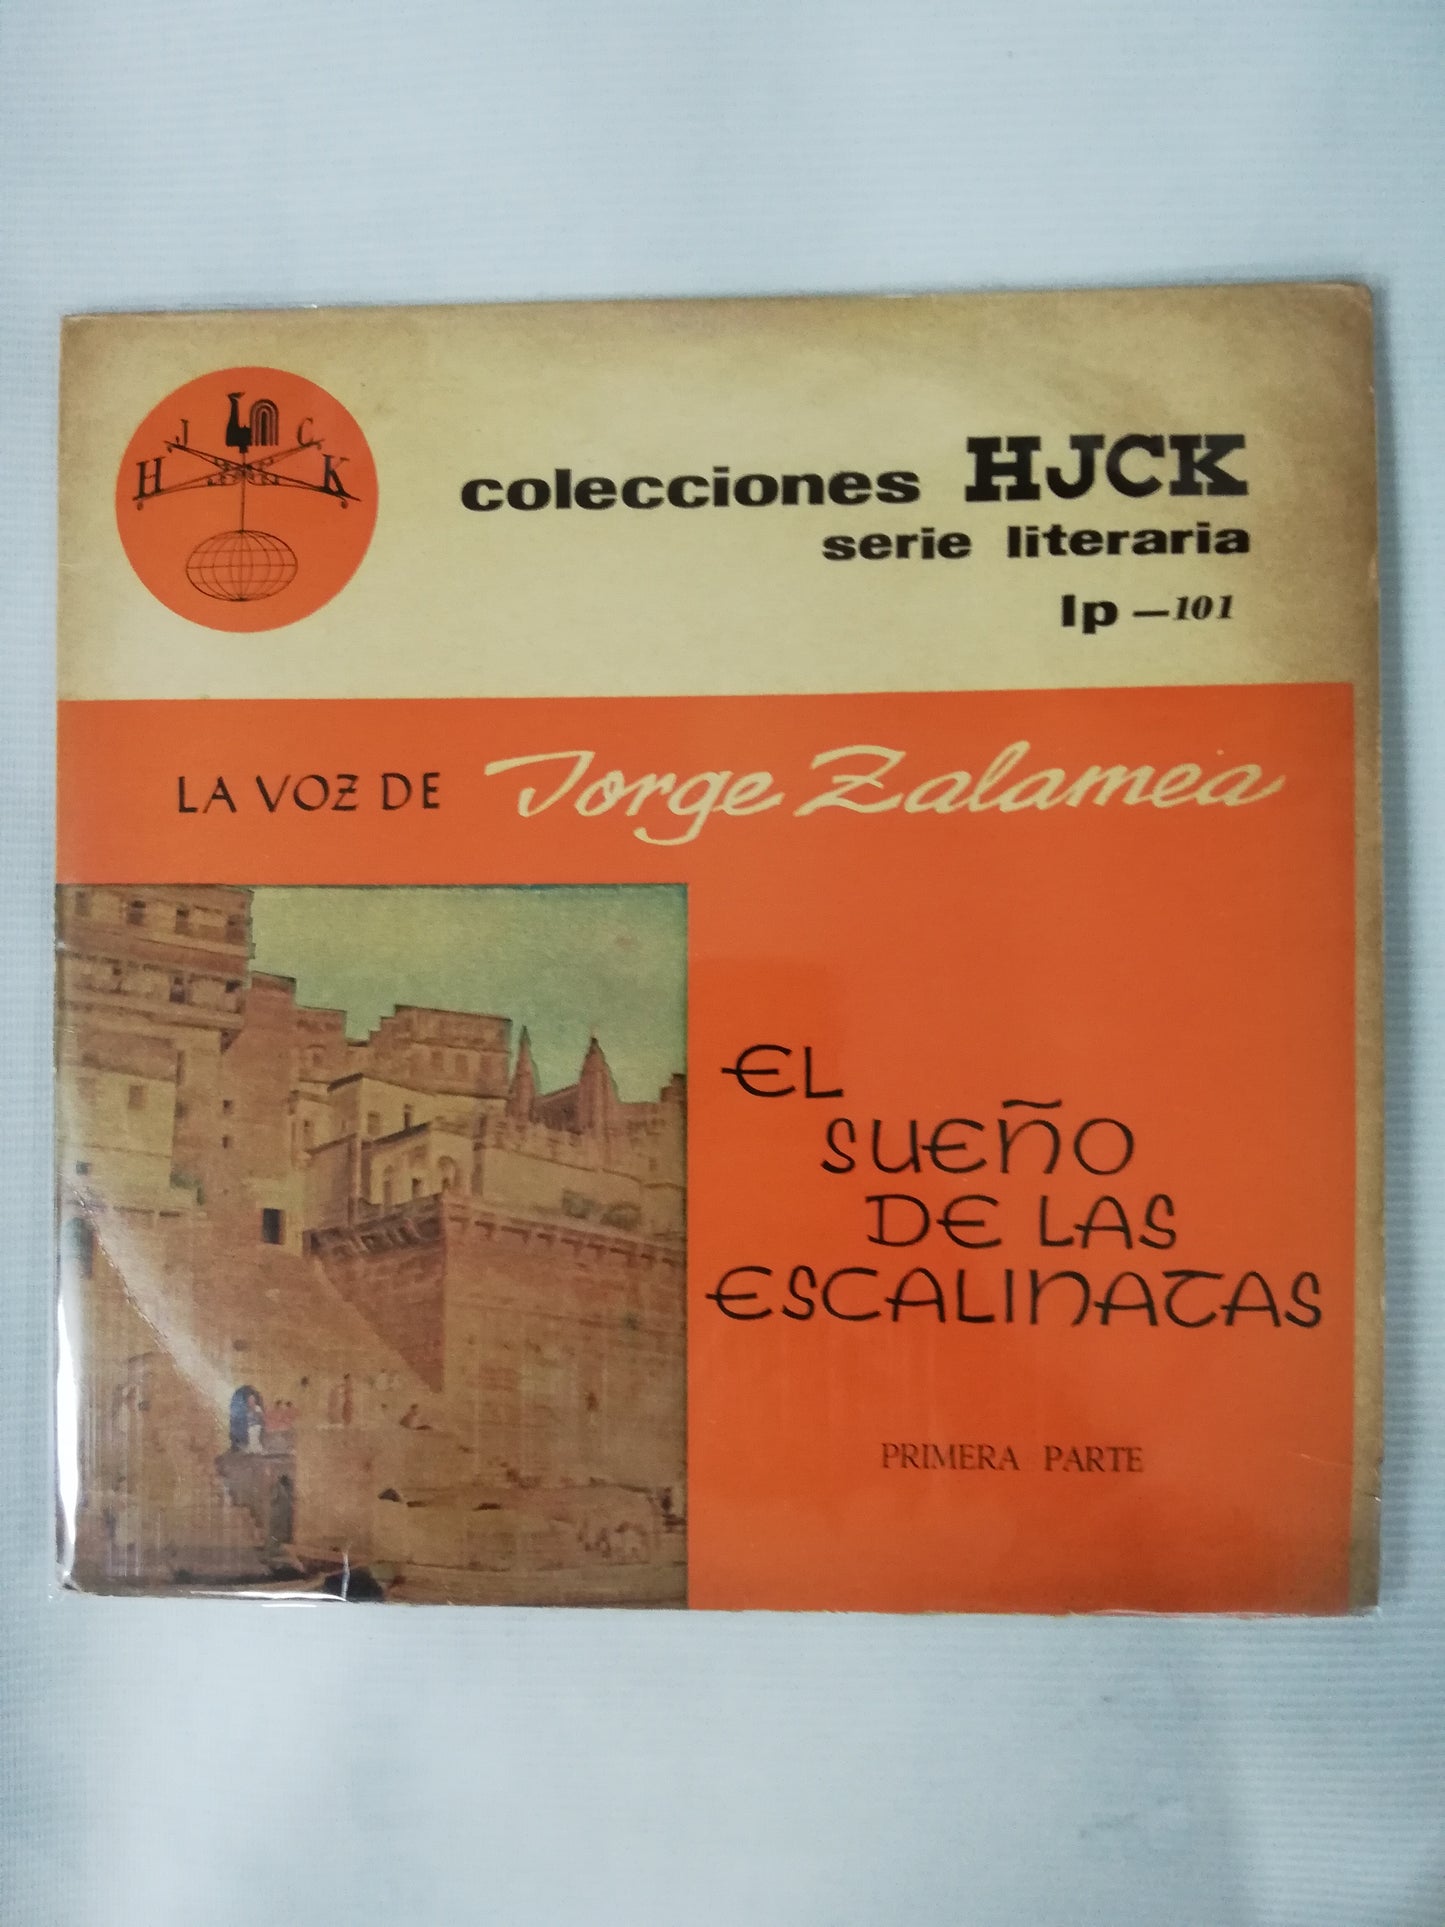 J C
H K
colecciones HJCK
serie literaria
lp - 101
LA VOZ DE Jorge Zalamea
EL
SUEÑO
DE LAS
ESCALINATAS
PRIMERA PARTE